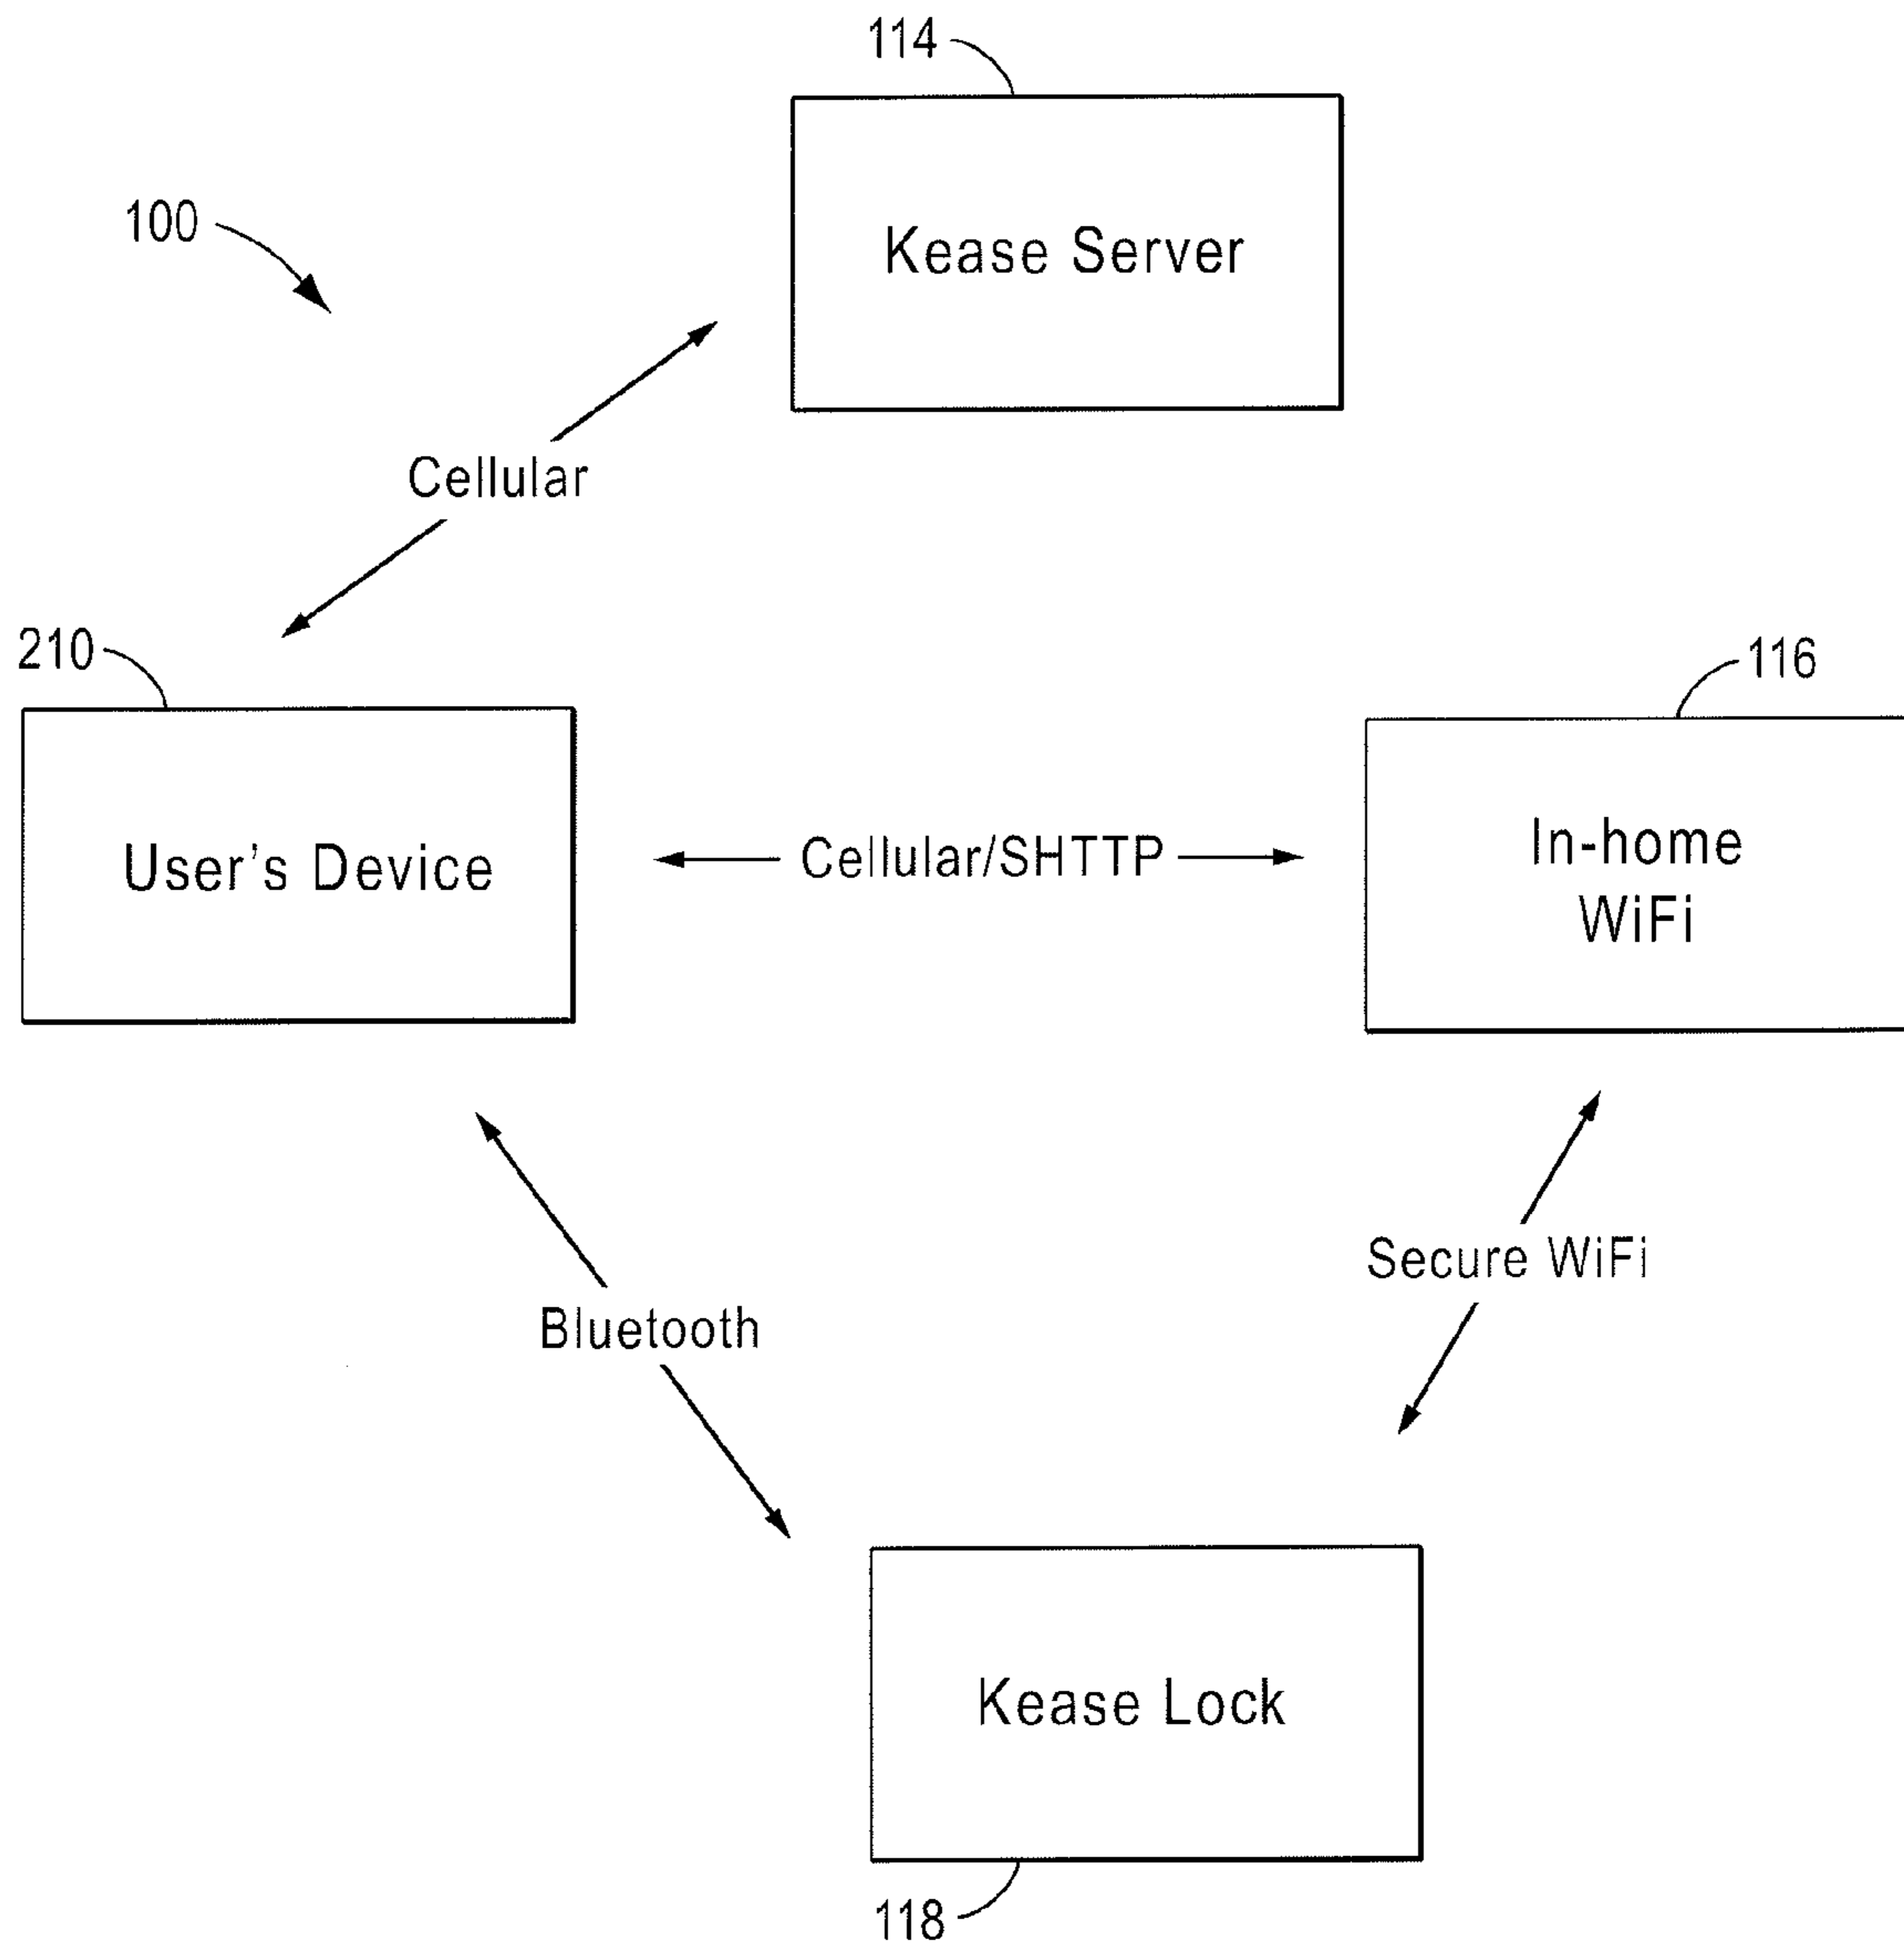 114
100
Kease Server
Cellular
210
116
User's Device
Cellular/SHTTP
In-home
WiFi
Secure WiFi
Bluetooth
Kease Lock
118